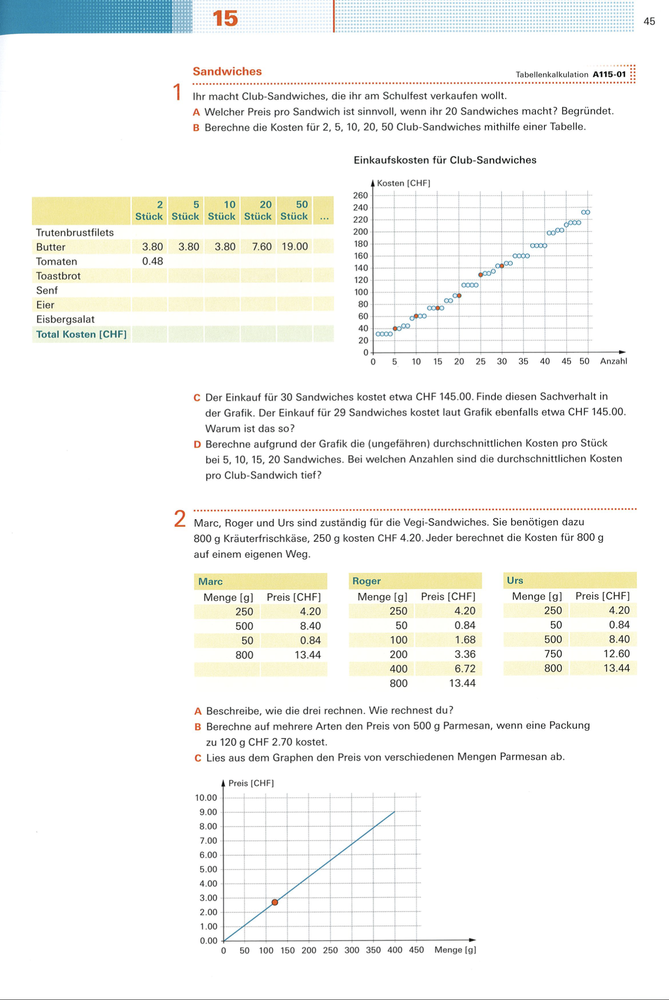 15
45
Sandwiches
Tabellenkalkulation A115-01
1 Ihr macht Club-Sandwiches, die ihr am Schulfest verkaufen wollt.
A Welcher Preis pro Sandwich ist sinnvoll, wenn ihr 20 Sandwiches macht? Begründet.
B Berechne die Kosten für 2, 5, 10, 20, 50 Club-Sandwiches mithilfe einer Tabelle.
2 Stück 5 Stück 10 Stück 20 Stück 50 Stück ...
Trutenbrustfilets
Butter 3.80 3.80 3.80 7.60 19.00
Tomaten 0.48
Toastbrot
Senf
Eier
Eisbergsalat
Total Kosten [CHF]
Einkaufskosten für Club-Sandwiches
Kosten [CHF]
260
240
220
200
180
160
140
120
100
80
60
40
20
0
0 5 10 15 20 25 30 35 40 45 50 Anzahl
C Der Einkauf für 30 Sandwiches kostet etwa CHF 145.00. Finde diesen Sachverhalt in
der Grafik. Der Einkauf für 29 Sandwiches kostet laut Grafik ebenfalls etwa CHF 145.00.
Warum ist das so?
D Berechne aufgrund der Grafik die (ungefähren) durchschnittlichen Kosten pro Stück
bei 5, 10, 15, 20 Sandwiches. Bei welchen Anzahlen sind die durchschnittlichen Kosten
pro Club-Sandwich tief?
2 Marc, Roger und Urs sind zuständig für die Vegi-Sandwiches. Sie benötigen dazu
800 g Kräuterfrischkäse, 250 g kosten CHF 4.20. Jeder berechnet die Kosten für 800 g
auf einem eigenen Weg.
Marc
Menge [g] Preis [CHF]
250 4.20
500 8.40
50 0.84
800 13.44
Roger
Menge [g] Preis [CHF]
250 4.20
50 0.84
100 1.68
200 3.36
400 6.72
800 13.44
Urs
Menge [g] Preis [CHF]
250 4.20
50 0.84
500 8.40
750 12.60
800 13.44
A Beschreibe, wie die drei rechnen. Wie rechnest du?
B Berechne auf mehrere Arten den Preis von 500 g Parmesan, wenn eine Packung
zu 120 g CHF 2.70 kostet.
C Lies aus dem Graphen den Preis von verschiedenen Mengen Parmesan ab.
Preis [CHF]
10.00
9.00
8.00
7.00
6.00
5.00
4.00
3.00
2.00
1.00
0.00
0 50 100 150 200 250 300 350 400 450 Menge [g]